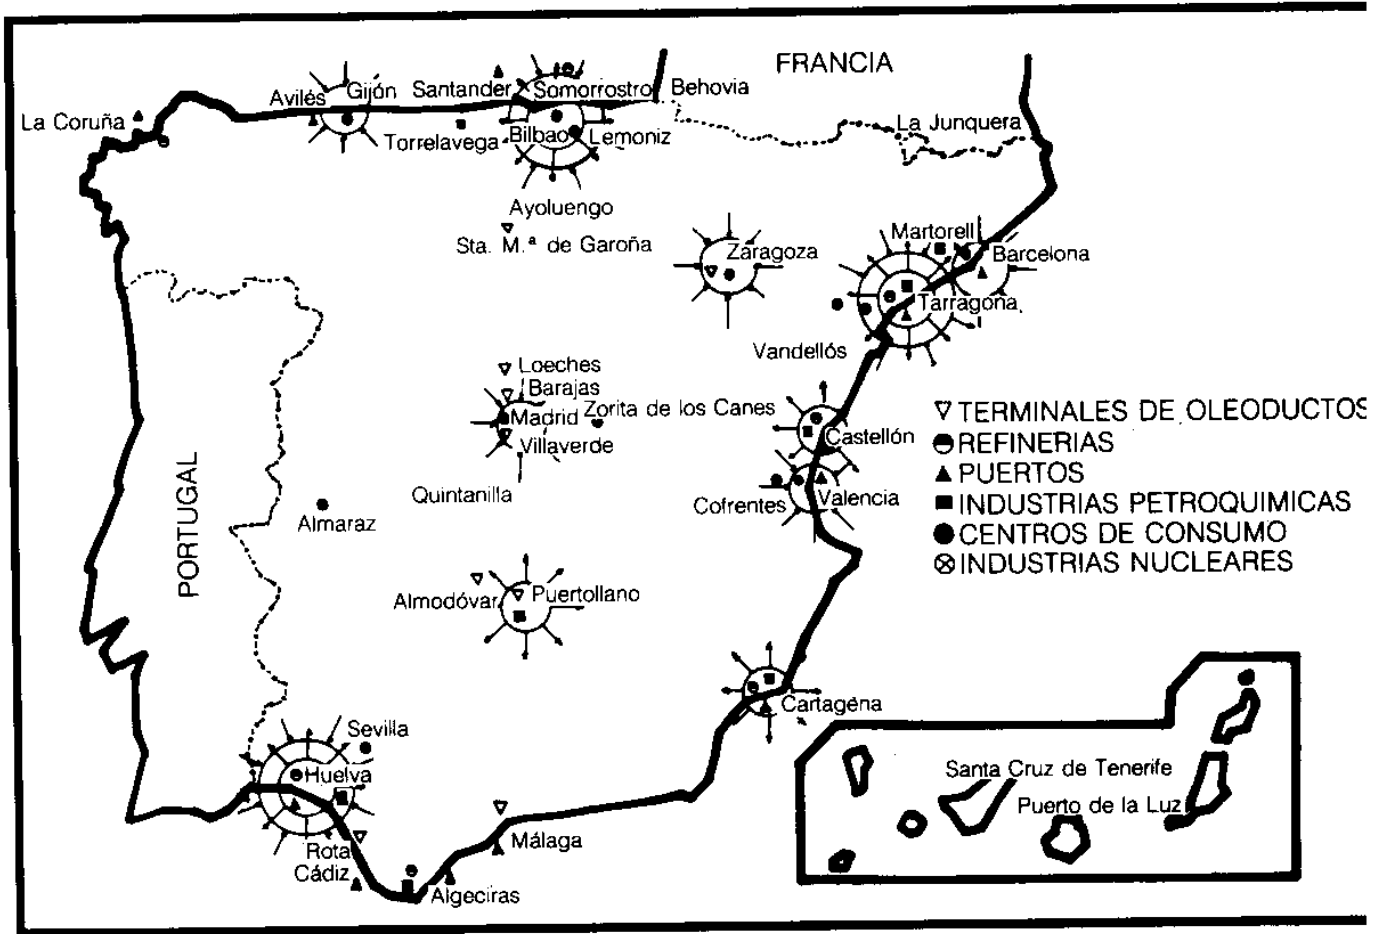 FRANCIA
Avilés
Gijón
Santander
Somorrostro
Behovia
La Coruña
Torrelavega
Bilbao
Lemoniz
La Junquera
Ayoluengo
Sta. M.ª de Garoña
Zaragoza
Martorell
Barcelona
Tarragona
Vandellós
Loeches
Barajas
Madrid
Zorita de los Canes
Villaverde
Castellón
Quintanilla
Cofrentes
Valencia
PORTUGAL
Almaraz
Almodóvar
Puertollano
TERMINALES DE OLEODUCTOS
REFINERIAS
PUERTOS
INDUSTRIAS PETROQUIMICAS
CENTROS DE CONSUMO
INDUSTRIAS NUCLEARES
Cartagena
Sevilla
Huelva
Rota
Cádiz
Málaga
Algeciras
Santa Cruz de Tenerife
Puerto de la Luz